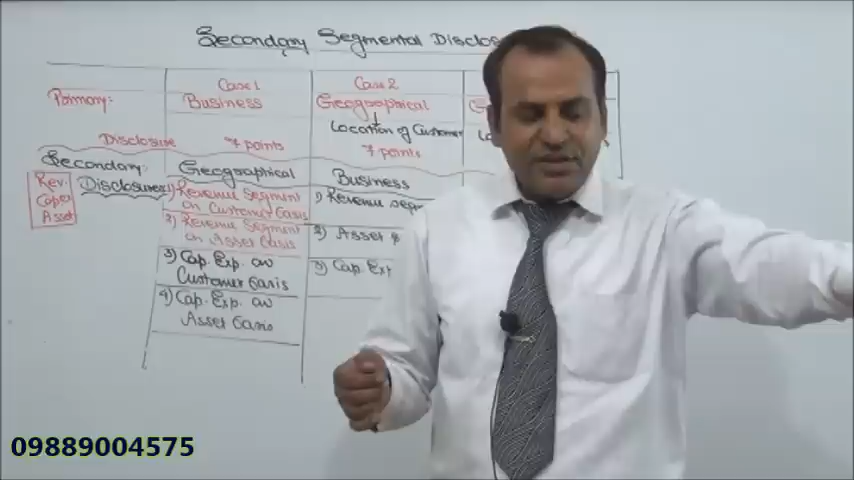 Secondary Segmental Disclos
Case 1
Case 2
Primary:
Business
Geographical
Location of Customer
Disclosure
7 points
7 points
Secondary:
Disclosures
Geographical
Business
Rev.
Capex
Asset
1) Revenue Segment
on Customer Basis
2) Revenue Segment
on Asset Basis
3) Cap. Exp. on
Customer Basis
4) Cap. Exp. on
Asset Basis
1) Revenue segm
2) Asset
3) Cap. Exp
09889004575